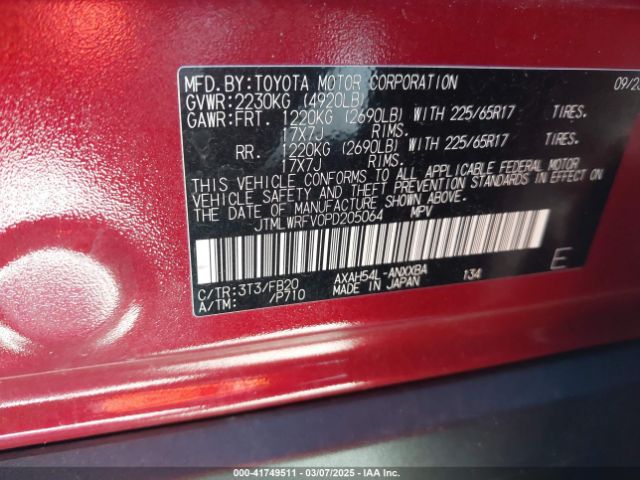 MFD. BY:TOYOTA MOTOR CORPORATION 09/23
GVWR:2230KG (4920LB)
GAWR:FRT. 1220KG (2690LB) WITH 225/65R17 TIRES.
17X7J RIMS.
RR. 1220KG (2690LB) WITH 225/65R17 TIRES.
17X7J RIMS.
THIS VEHICLE CONFORMS TO ALL APPLICABLE FEDERAL MOTOR
VEHICLE SAFETY AND THEFT PREVENTION STANDARDS IN EFFECT ON
THE DATE OF MANUFACTURE SHOWN ABOVE.
JTMLWRFV0PD205064 MPV
C/TR:3T3/FB20 AXAH54L-ANXXBA 134 E
A/TM: /P710 MADE IN JAPAN
000-41749511 — 03/07/2025 — IAA Inc.